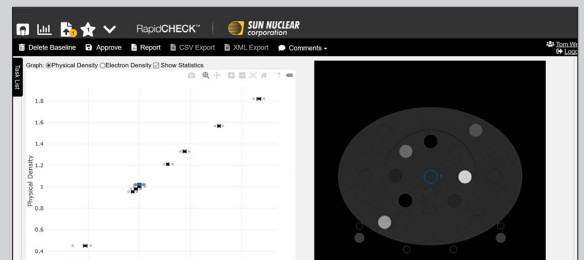 RapidCHECK™
SUN NUCLEAR
corporation
Delete Baseline Approve Report CSV Export XML Export Comments
Tom We
Task List
Graph: Physical Density Electron Density Show Statistics
1.8
1.6
1.4
1.2
1
0.8
0.6
0.4
Physical Density